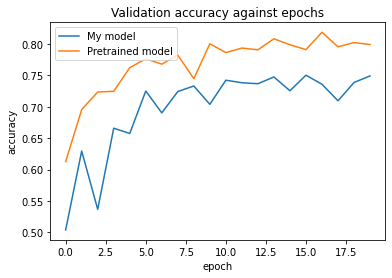 Validation accuracy against epochs
My model
Pretrained model
accuracy
0.80
0.75
0.70
0.65
0.60
0.55
0.50
0.0 2.5 5.0 7.5 10.0 12.5 15.0 17.5
epoch